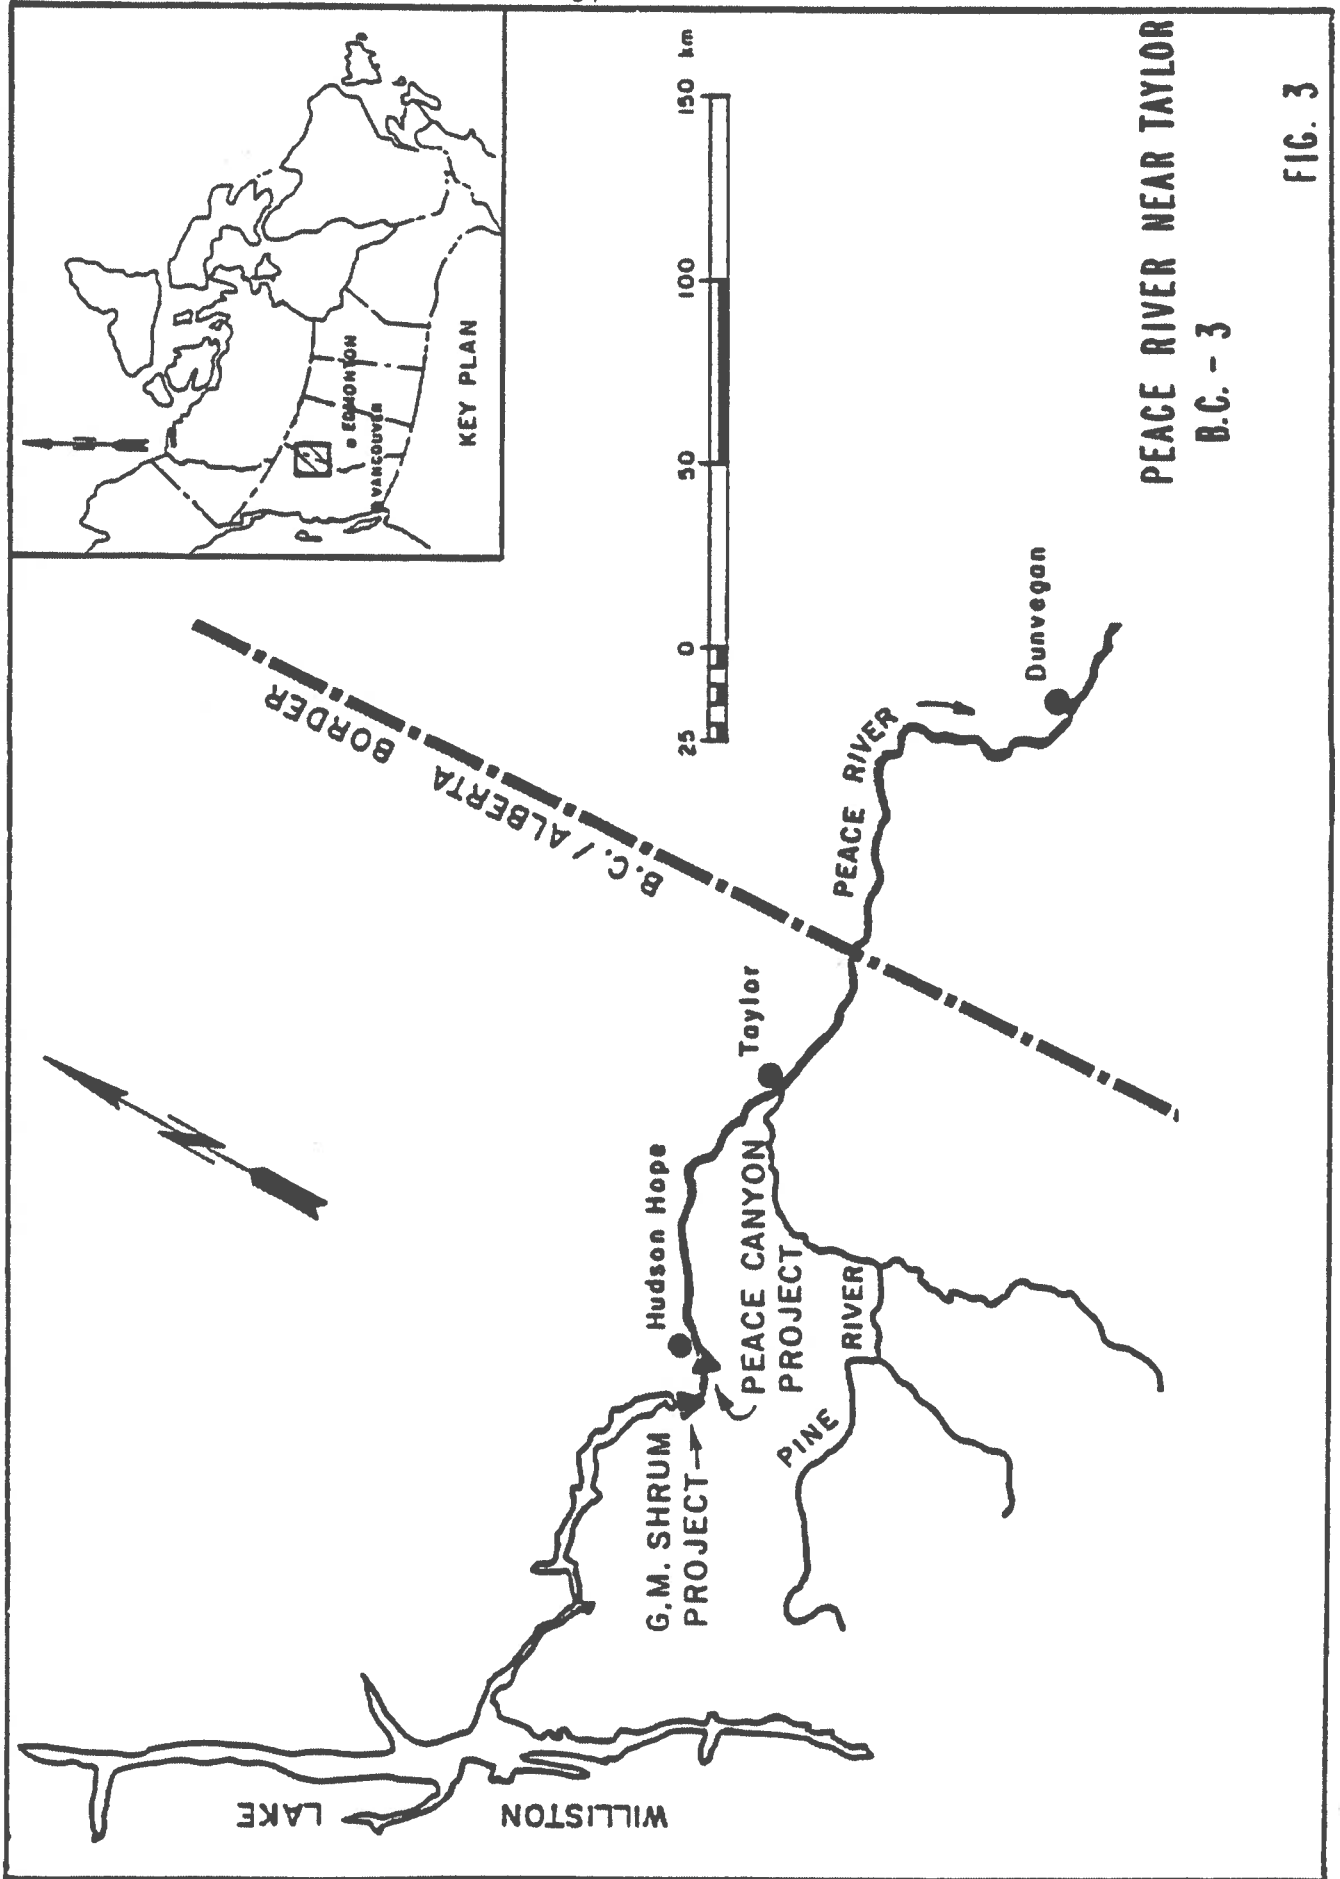 N
P
VANCOUVER
EDMONTON
KEY PLAN
N
B.C. / ALBERTA BORDER
25 0 50 100 150 km
WILLISTON LAKE
G.M. SHRUM
PROJECT
Hudson Hope
PEACE CANYON
PROJECT
Taylor
PINE RIVER
PEACE RIVER
Dunvegan
PEACE RIVER NEAR TAYLOR
B.C. - 3
FIG. 3